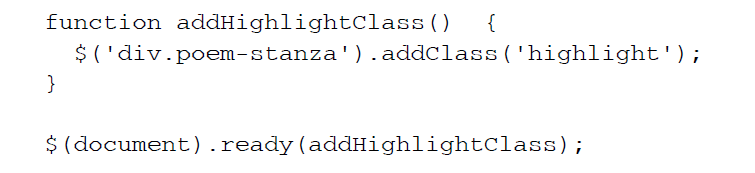 function addHighlightClass()  {
  $('div.poem-stanza').addClass('highlight');
}

$(document).ready(addHighlightClass);